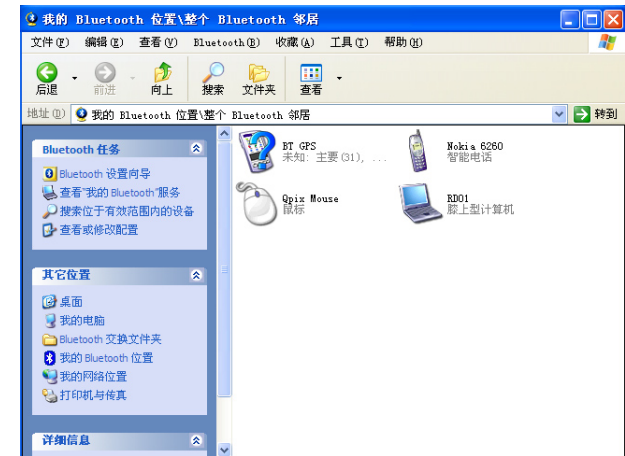 我的 Bluetooth 位置\整个 Bluetooth 邻居
文件(F) 编辑(E) 查看(V) Bluetooth(B) 收藏(A) 工具(T) 帮助(H)
后退 前进 向上 搜索 文件夹 查看
地址(D) 我的 Bluetooth 位置\整个 Bluetooth 邻居 转到
Bluetooth 任务
Bluetooth 设置向导
查看"我的 Bluetooth"服务
搜索位于有效范围内的设备
查看或修改配置
其它位置
桌面
我的电脑
Bluetooth 交换文件夹
我的 Bluetooth 位置
我的网络位置
打印机与传真
详细信息
BT GPS
未知: 主要(31), ...
Nokia 6260
智能电话
Qpix Mouse
鼠标
RD01
膝上型计算机